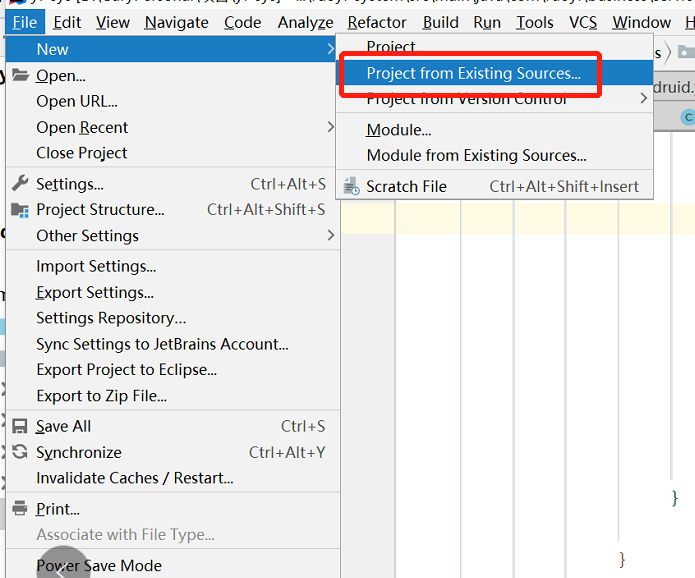 File Edit View Navigate Code Analyze Refactor Build Run Tools VCS Window
New
Open...
Open URL...
Open Recent
Close Project
Settings... Ctrl+Alt+S
Project Structure... Ctrl+Alt+Shift+S
Other Settings
Import Settings...
Export Settings...
Settings Repository...
Sync Settings to JetBrains Account...
Export Project to Eclipse...
Export to Zip File...
Save All Ctrl+S
Synchronize Ctrl+Alt+Y
Invalidate Caches / Restart...
Print...
Associate with File Type...
Power Save Mode
Project...
Project from Existing Sources...
Project from Version Control
Module...
Module from Existing Sources...
Scratch File Ctrl+Alt+Shift+Insert
druid.y
C
}
}